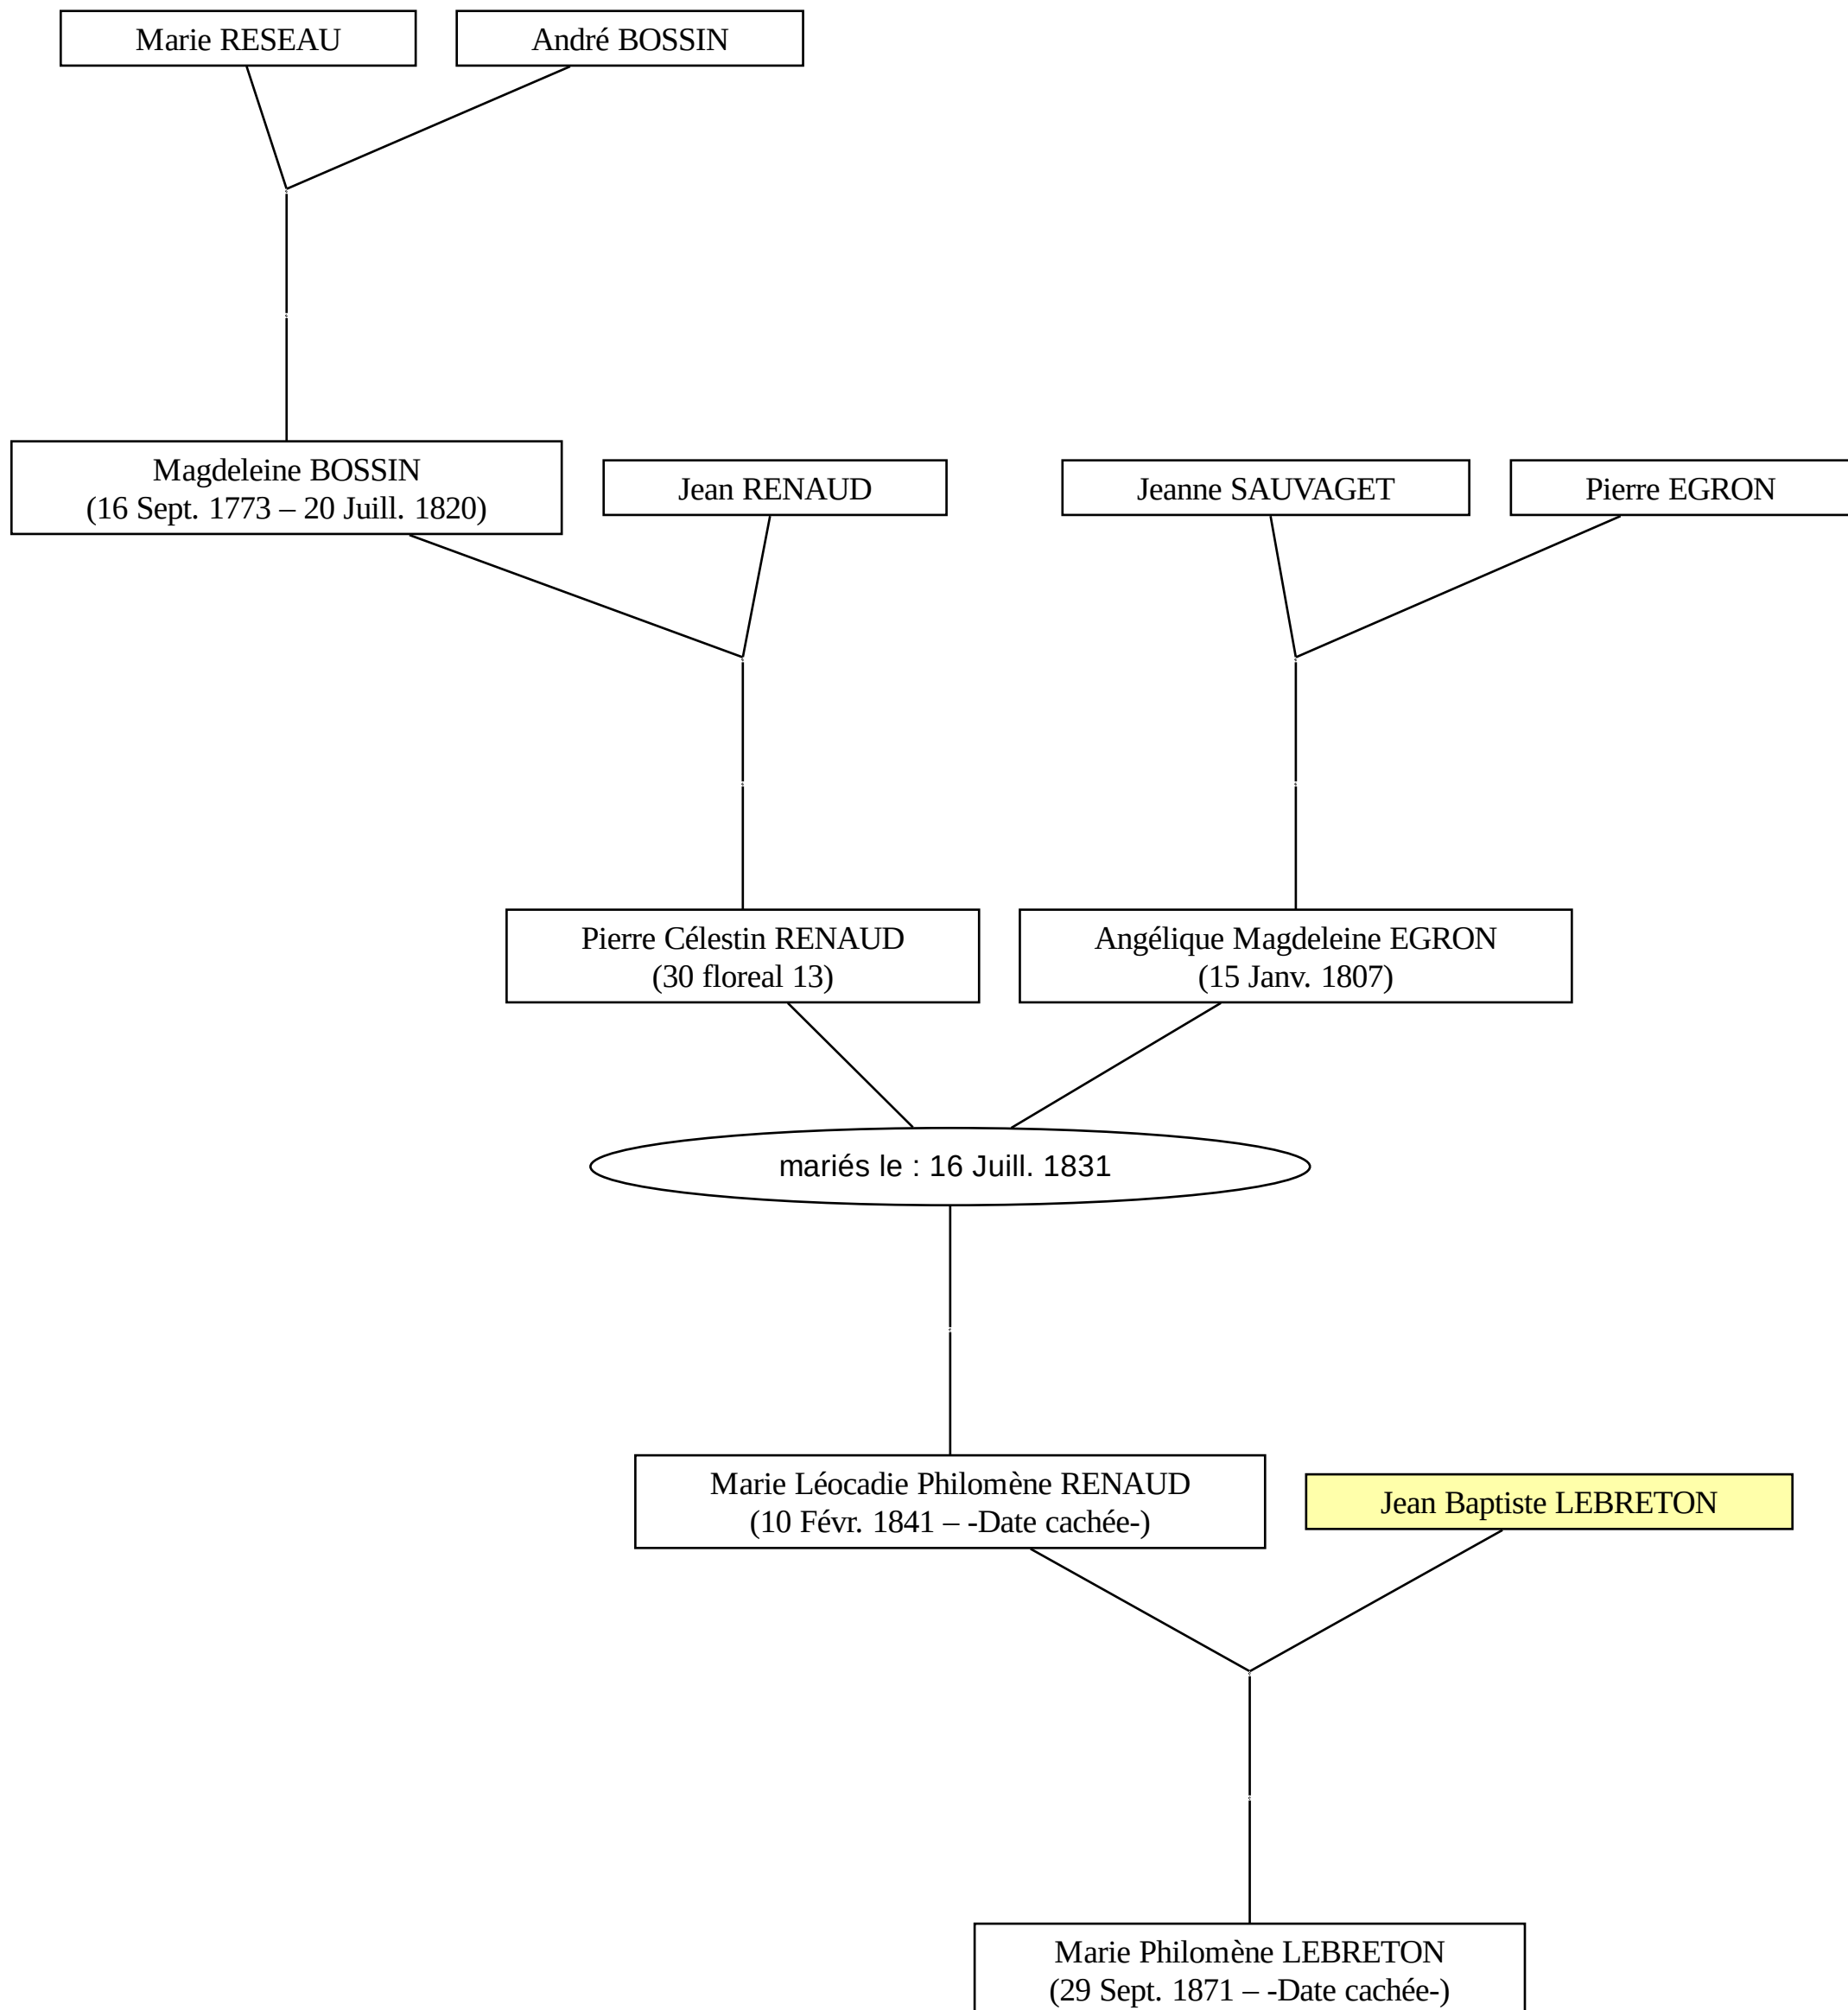 Marie RESEAU
André BOSSIN
Magdeleine BOSSIN
(16 Sept. 1773 – 20 Juill. 1820)
Jean RENAUD
Jeanne SAUVAGET
Pierre EGRON
Pierre Célestin RENAUD
(30 floreal 13)
Angélique Magdeleine EGRON
(15 Janv. 1807)
mariés le : 16 Juill. 1831
Marie Léocadie Philomène RENAUD
(10 Févr. 1841 – -Date cachée-)
Jean Baptiste LEBRETON
Marie Philomène LEBRETON
(29 Sept. 1871 – -Date cachée-)